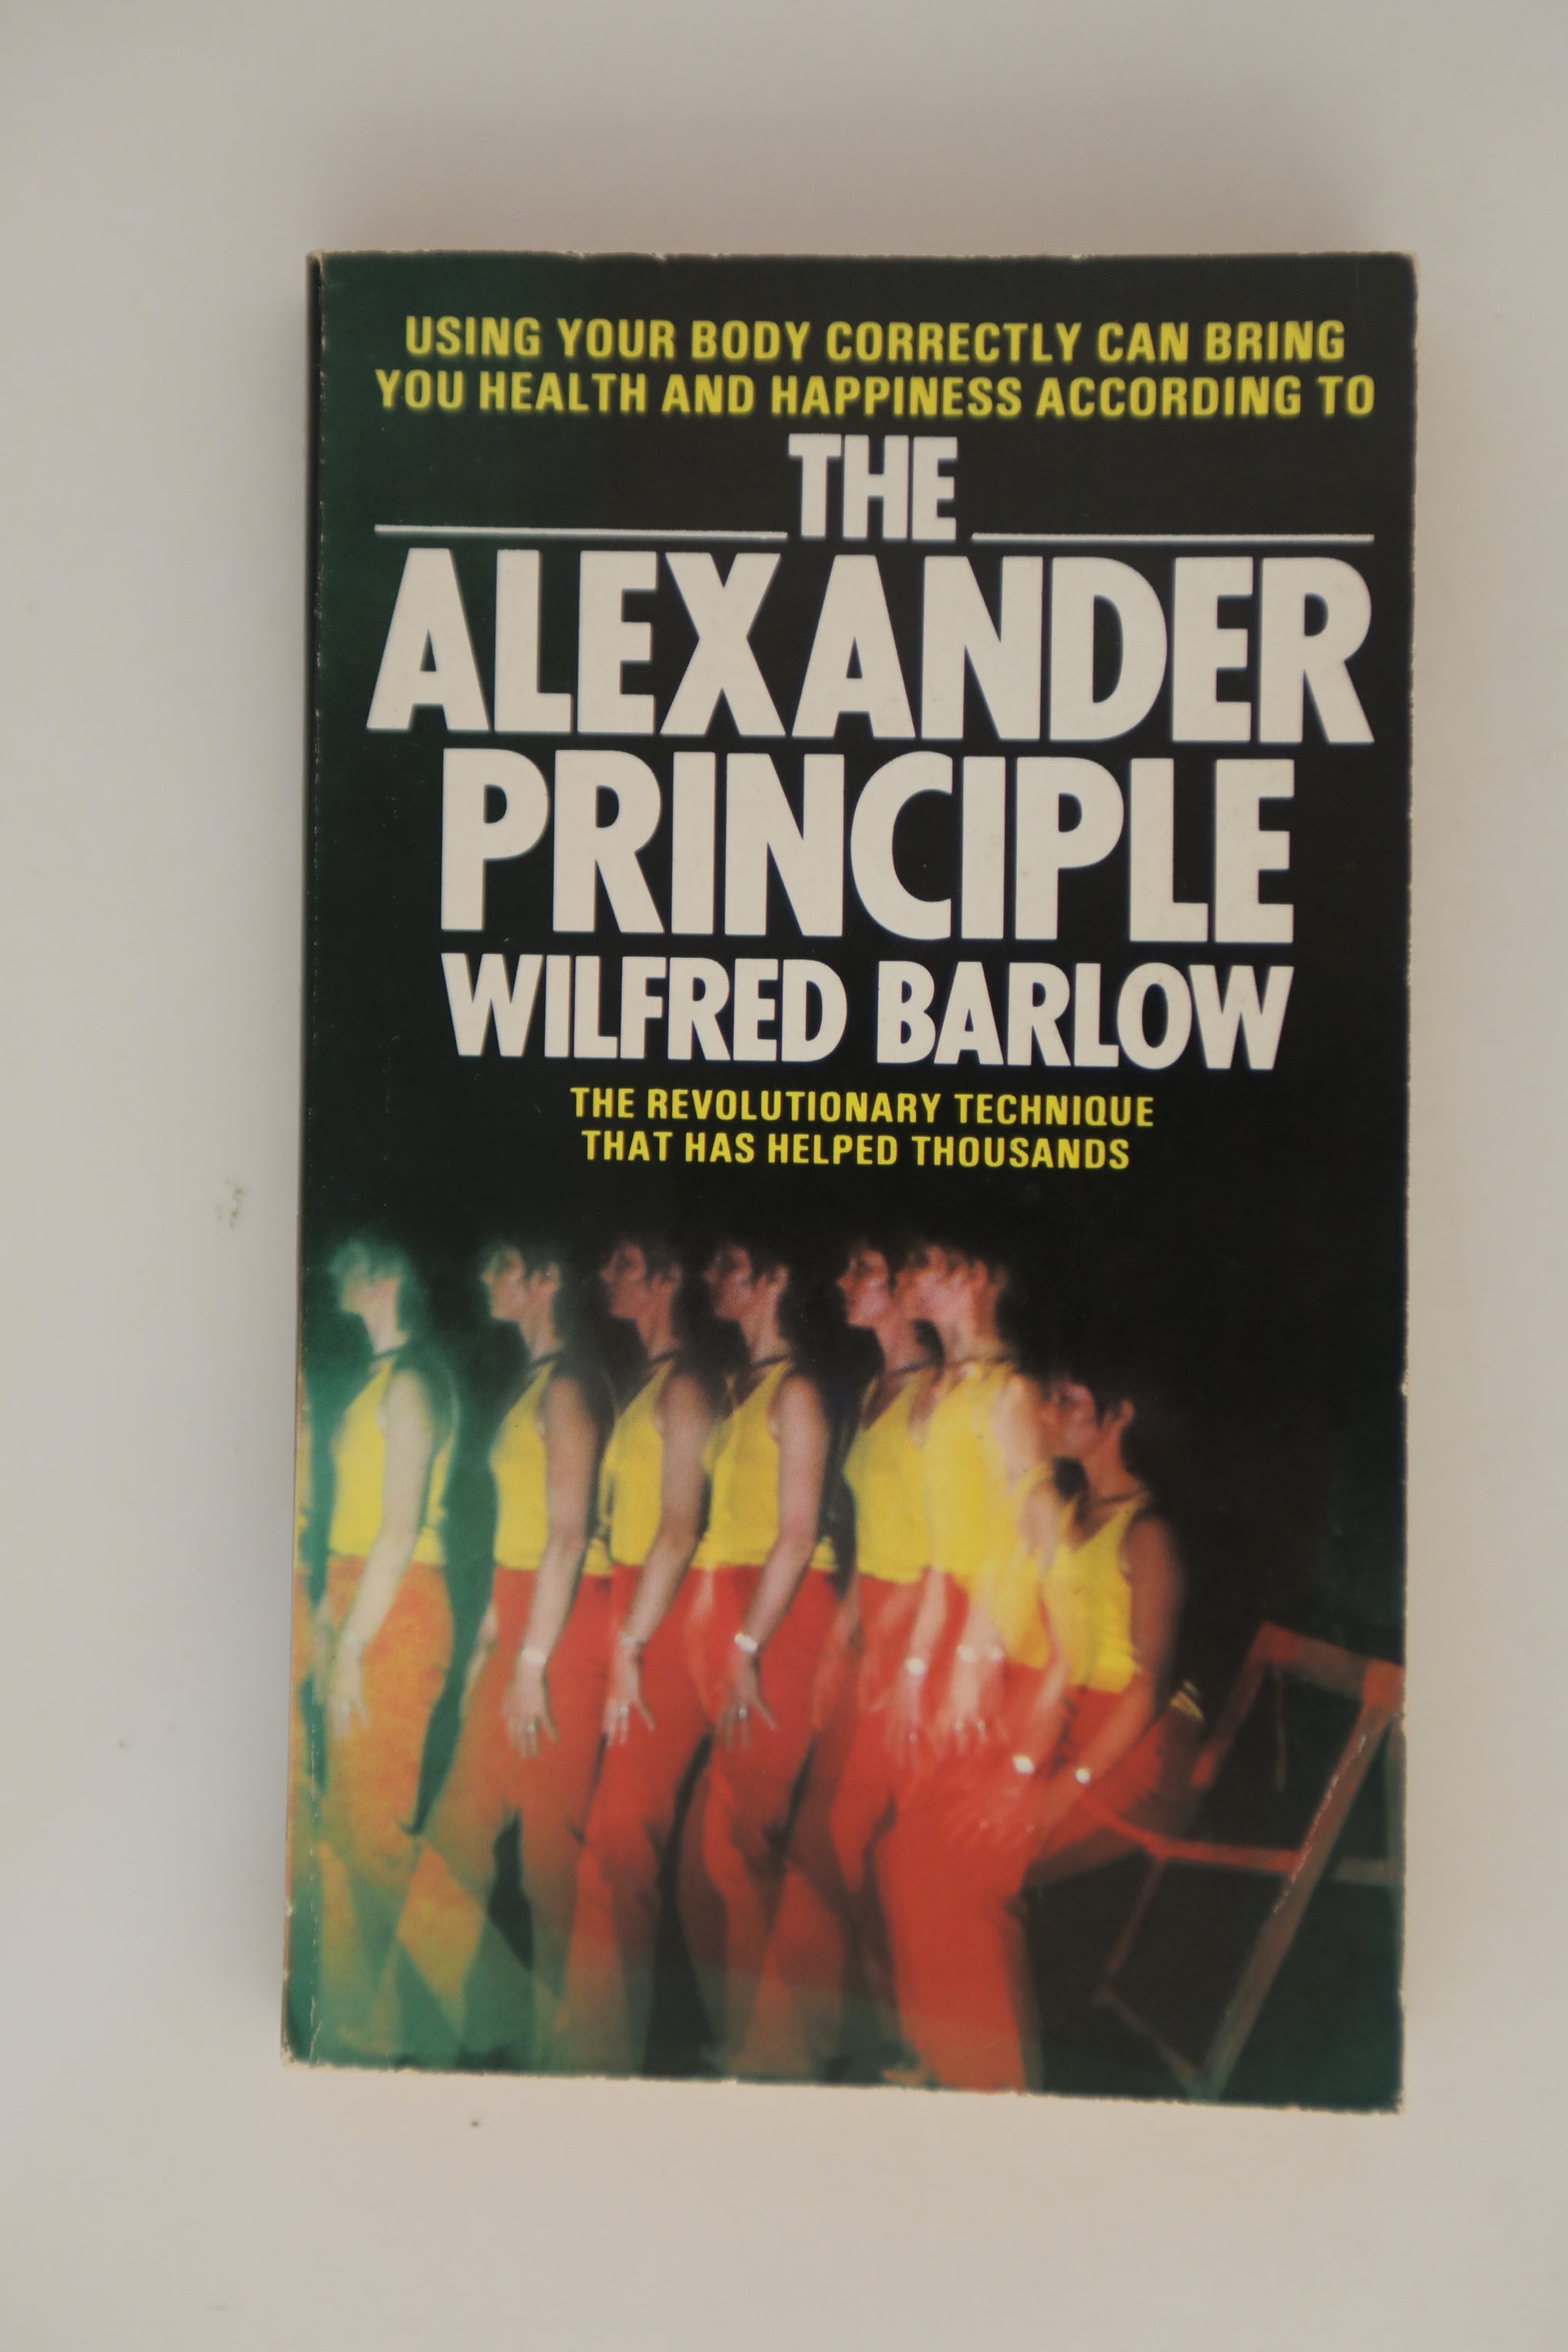 USING YOUR BODY CORRECTLY CAN BRING
YOU HEALTH AND HAPPINESS ACCORDING TO
THE
ALEXANDER
PRINCIPLE
WILFRED BARLOW
THE REVOLUTIONARY TECHNIQUE
THAT HAS HELPED THOUSANDS